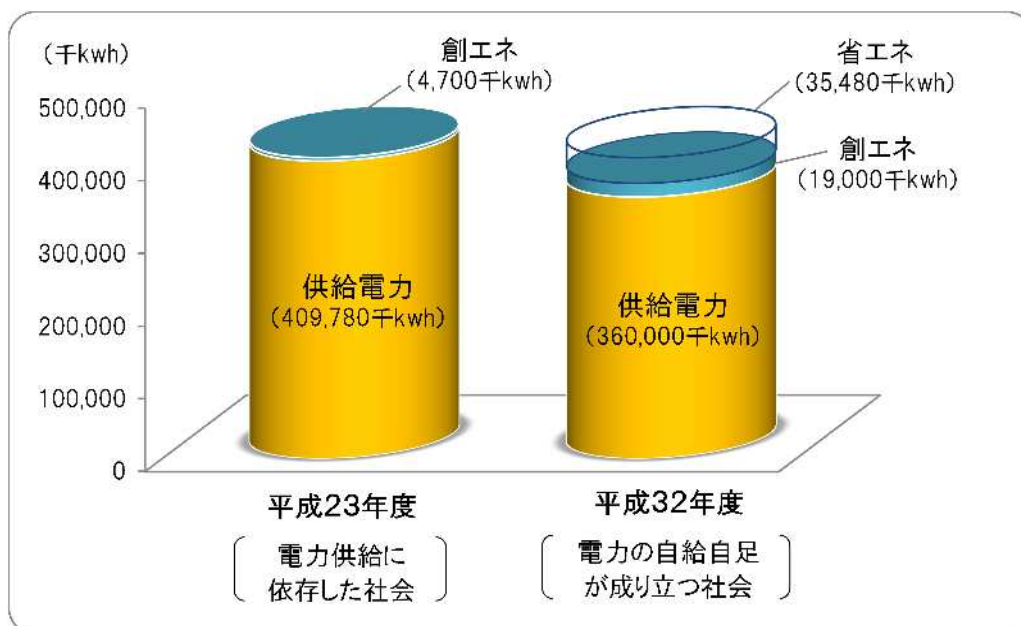 （千kwh）
創エネ
（4,700千kwh）
省エネ
（35,480千kwh）
創エネ
（19,000千kwh）
500,000
400,000
300,000
200,000
100,000
0
供給電力
（409,780千kwh）
供給電力
（360,000千kwh）
平成23年度
電力供給に
依存した社会
平成32年度
電力の自給自足
が成り立つ社会